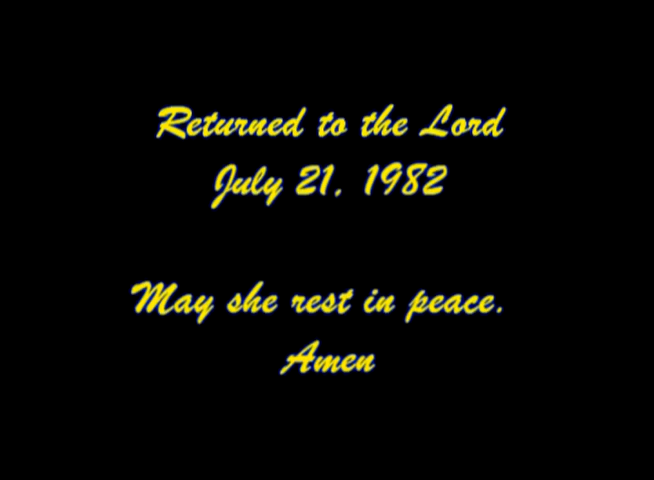 Returned to the Lord
July 21, 1982
May she rest in peace.
Amen